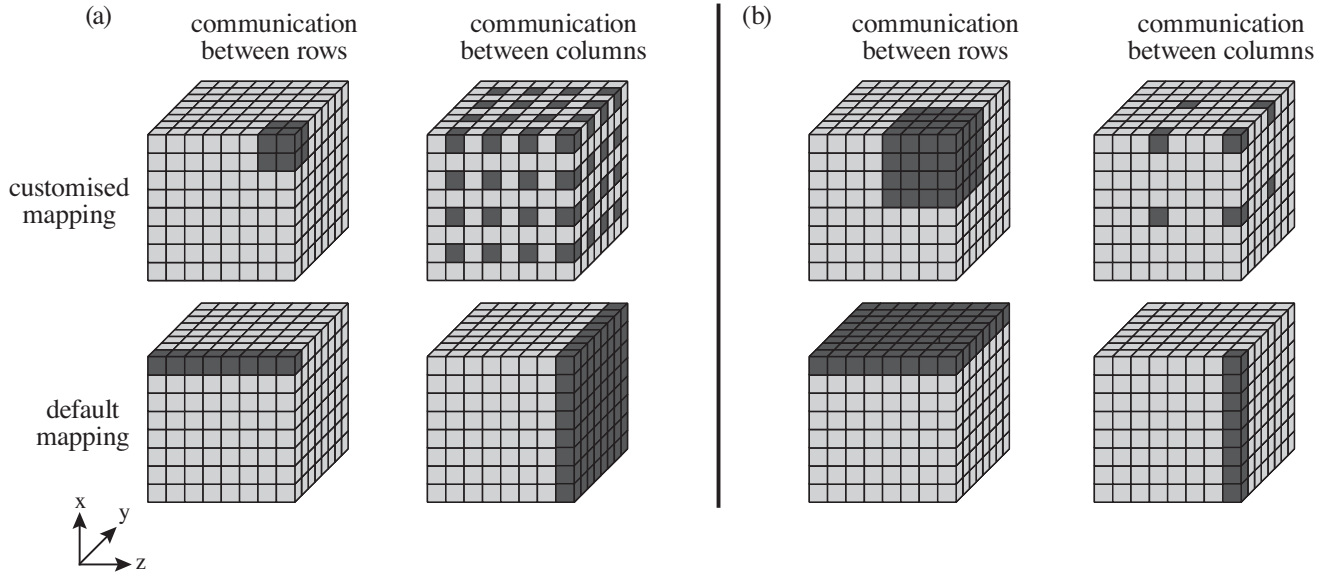 (a)
communication
between rows
communication
between columns
(b)
communication
between rows
communication
between columns
customised
mapping
default
mapping
x
y
z